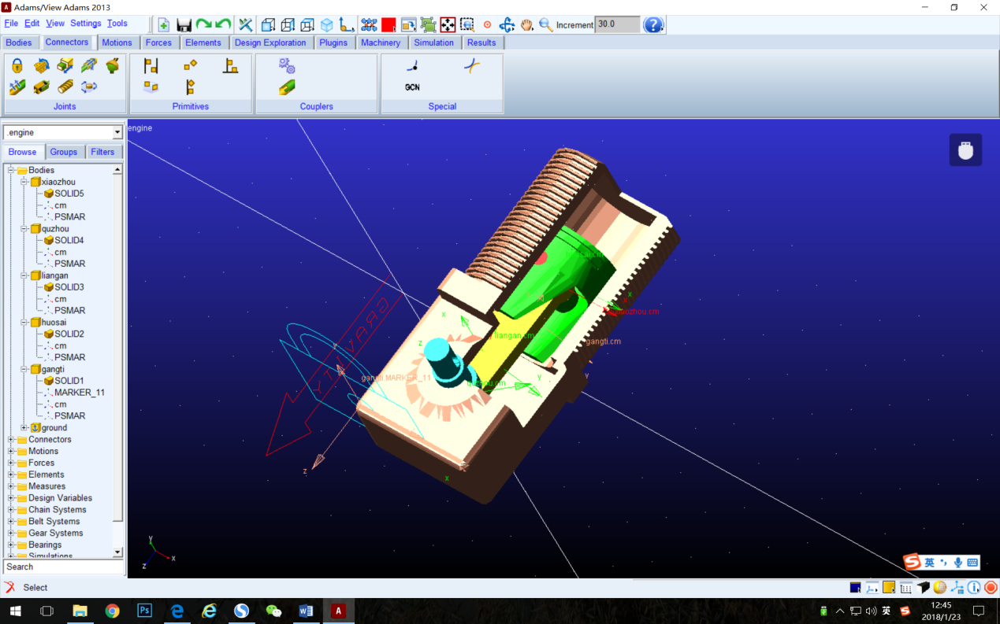 Adams/View Adams 2013
File Edit View Settings Tools
Increment 30.0
Bodies Connectors Motions Forces Elements Design Exploration Plugins Machinery Simulation Results
GCN
Joints Primitives Couplers Special
.engine
engine
Browse Groups Filters
Bodies
xiaozhou
SOLID5
cm
PSMAR
quzhou
SOLID4
cm
PSMAR
liangan
SOLID3
cm
PSMAR
huosai
SOLID2
cm
PSMAR
gangti
SOLID1
MARKER_11
cm
PSMAR
ground
Connectors
Motions
Forces
Elements
Measures
Design Variables
Chain Systems
Belt Systems
Gear Systems
Bearings
Simulations
Search
GRAVITY
x
xiaozhou.cm
x
liangan.cm
gangti.cm
z
y
gangti.MARKER_11
quzhou.cm
y
Y
z
x
y
x
z
英
Select
Ps
W
A
英
12:45
2018/1/23